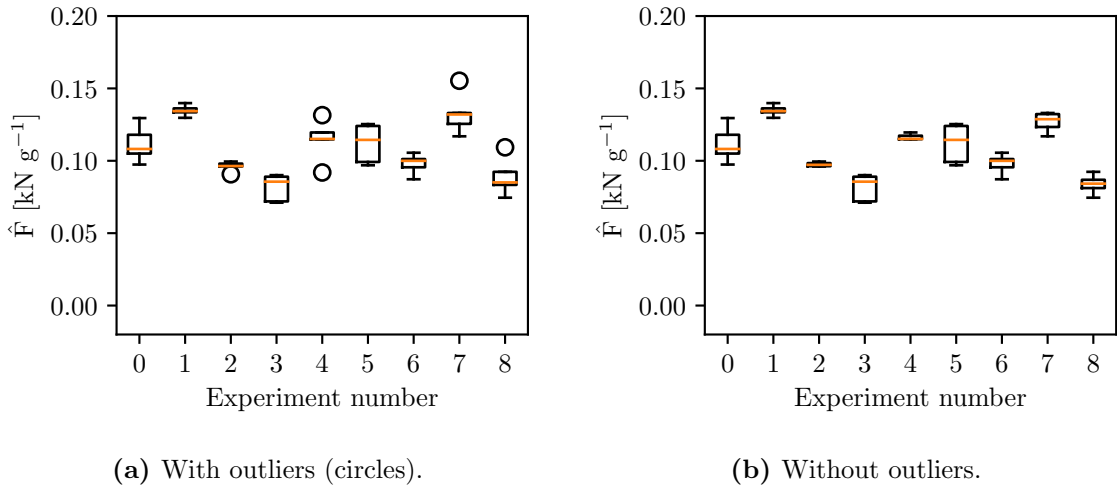 0.20
0.15
0.10
0.05
0.00
F̂ [kN g⁻¹]
0 1 2 3 4 5 6 7 8
Experiment number
(a) With outliers (circles).
0.20
0.15
0.10
0.05
0.00
F̂ [kN g⁻¹]
0 1 2 3 4 5 6 7 8
Experiment number
(b) Without outliers.